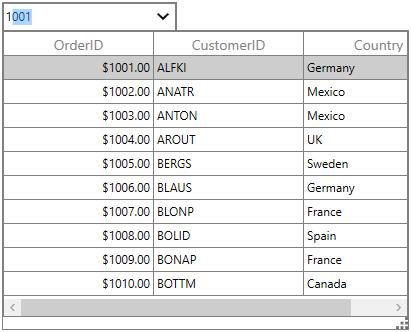 1001
OrderID CustomerID Country
$1001.00 ALFKI Germany
$1002.00 ANATR Mexico
$1003.00 ANTON Mexico
$1004.00 AROUT UK
$1005.00 BERGS Sweden
$1006.00 BLAUS Germany
$1007.00 BLONP France
$1008.00 BOLID Spain
$1009.00 BONAP France
$1010.00 BOTTM Canada